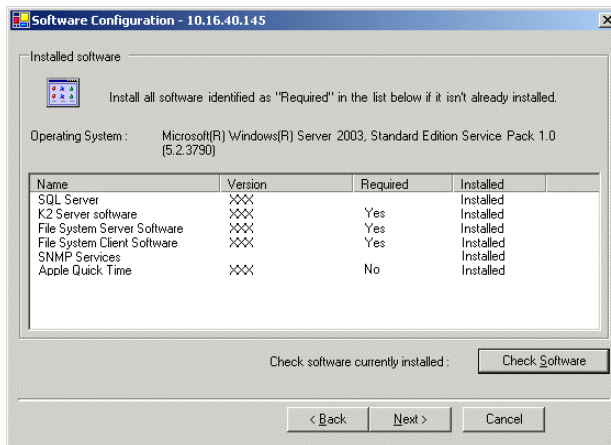 Software Configuration - 10.16.40.145
Installed software
Install all software identified as "Required" in the list below if it isn't already installed.
Operating System : Microsoft(R) Windows(R) Server 2003, Standard Edition Service Pack 1.0
(5.2.3790)
Name Version Required Installed
SQL Server XXX Installed
K2 Server software XXX Yes Installed
File System Server Software XXX Yes Installed
File System Client Software XXX Yes Installed
SNMP Services Installed
Apple Quick Time XXX No Installed
Check software currently installed : Check Software
< Back Next > Cancel